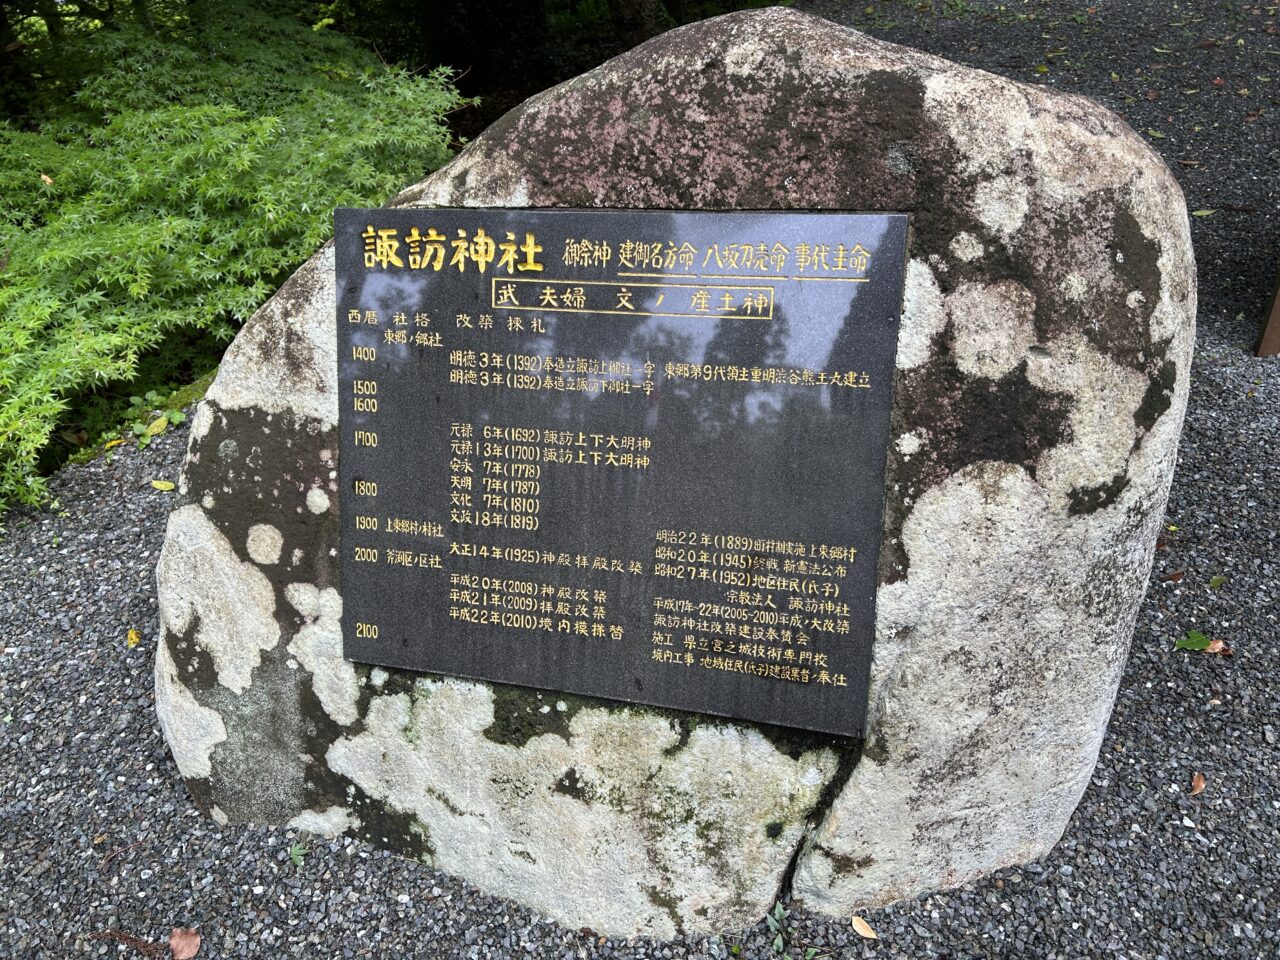 諏訪神社 御祭神 建御名方命 八坂刀売命 事代主命
武 夫婦 文ノ産土神
西暦 社格 改築 棟札
東郷ノ郷社
1400 明徳3年(1392)奉造立諏訪上御社一宇 東郷第9代領主重明渋谷熊王丸建立
明徳3年(1392)奉造立諏訪下御社一宇
1500
1600
元禄 6年(1692)諏訪上下大明神
1700 元禄13年(1700)諏訪上下大明神
安永 7年(1778)
天明 7年(1787)
1800 文化 7年(1810)
文政18年(1819)
1900 上東郷村ノ村社 明治22年(1889)町村制実施 上東郷村
2000 斧渕区ノ区社 大正14年(1925)神殿拝殿改築 昭和20年(1945)終戦 新憲法公布
昭和27年(1952)地区住民(氏子)
宗教法人 諏訪神社
平成20年(2008)神殿改築
平成21年(2009)拝殿改築 平成17年~22年(2005-2010)平成ノ大改築
平成22年(2010)境内模様替 諏訪神社改築建設奉賛会
2100 施工 県立宮之城技術専門校
境内工事 地域住民(氏子)建設業者ノ奉仕